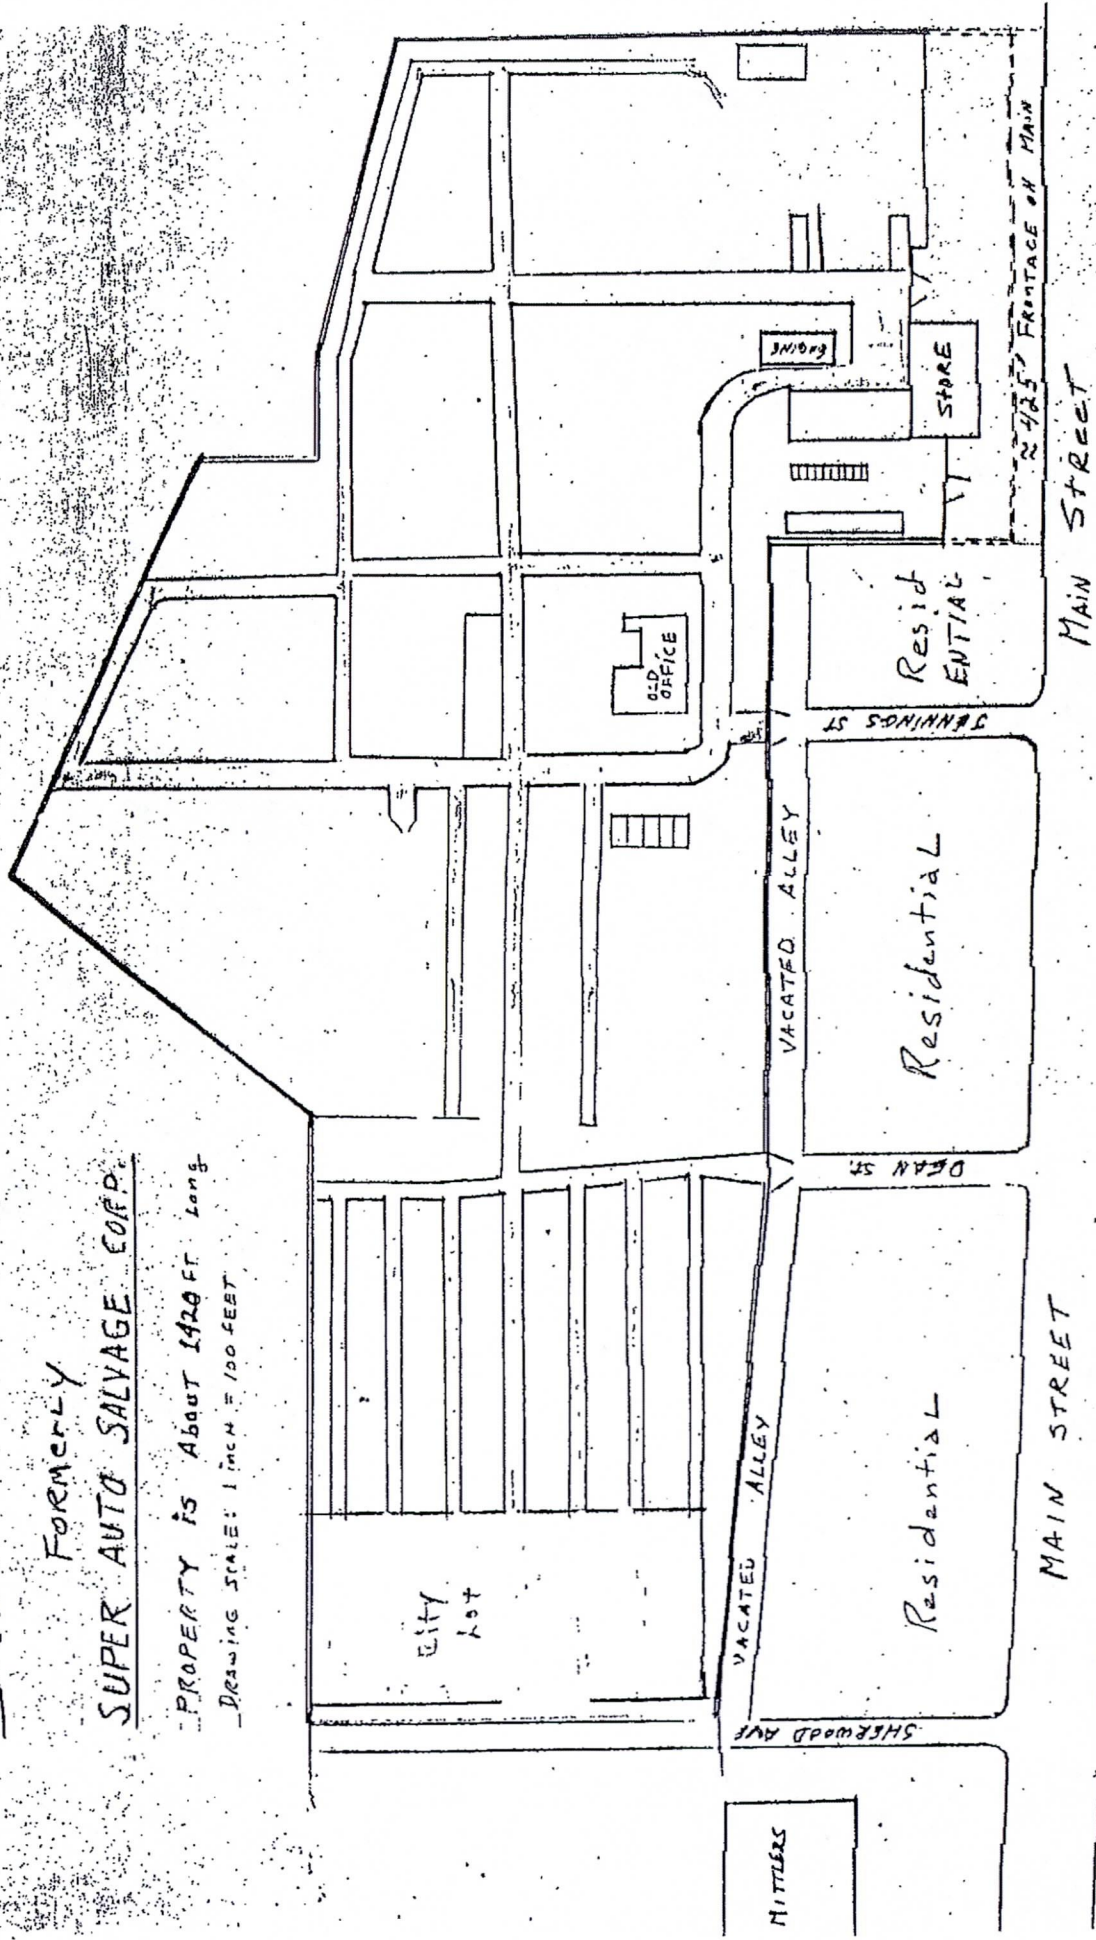 Formerly
SUPER AUTO SALVAGE CORP.
PROPERTY is About 1420 FT Long
DRAWING SCALE: 1 inch = 100 FEET
City
Lot
OLD
OFFICE
ENGINE
STORE
≈ 425' FRONTAGE ON MAIN
VACATED ALLEY
VACATED ALLEY
Resid
ENTIAL
Residential
Residential
JENNINGS ST
DEAN ST.
SHERWOOD AVE
MITTLERS
MAIN STREET
MAIN STREET